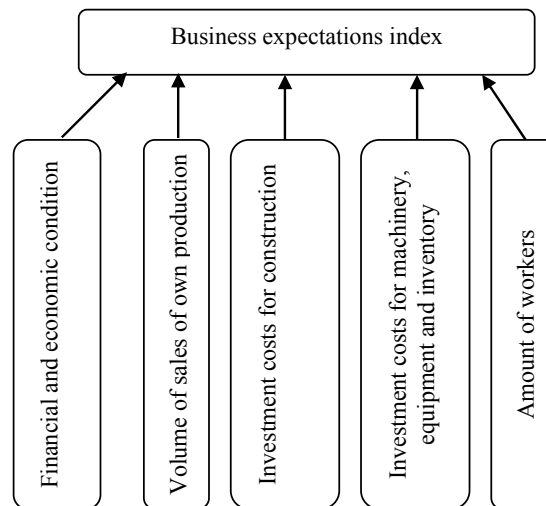 Business expectations index
Financial and economic condition
Volume of sales of own production
Investment costs for construction
Investment costs for machinery,
equipment and inventory
Amount of workers